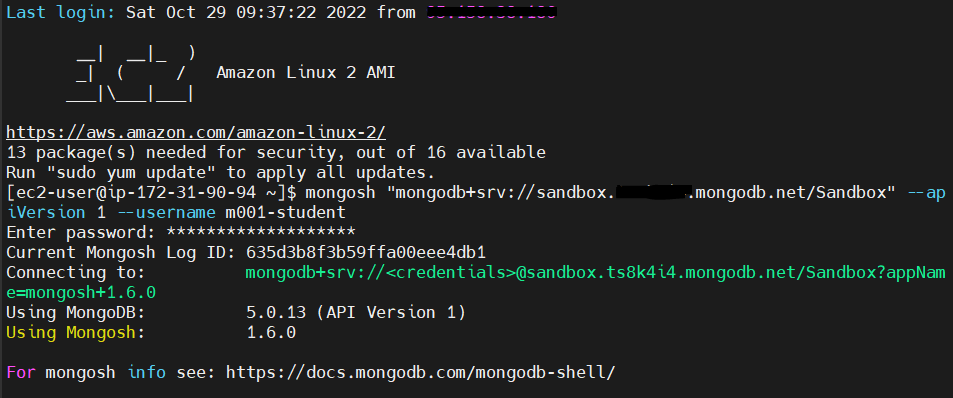 Last login: Sat Oct 29 09:37:22 2022 from
__|  __|_  )
_|  (     /   Amazon Linux 2 AMI
___|\___|___|
https://aws.amazon.com/amazon-linux-2/
13 package(s) needed for security, out of 16 available
Run "sudo yum update" to apply all updates.
[ec2-user@ip-172-31-90-94 ~]$ mongosh "mongodb+srv://sandbox. .mongodb.net/Sandbox" --ap
iVersion 1 --username m001-student
Enter password: *******************
Current Mongosh Log ID: 635d3b8f3b59ffa00eee4db1
Connecting to: mongodb+srv://<credentials>@sandbox.ts8k4i4.mongodb.net/Sandbox?appNam
e=mongosh+1.6.0
Using MongoDB: 5.0.13 (API Version 1)
Using Mongosh: 1.6.0
For mongosh info see: https://docs.mongodb.com/mongodb-shell/